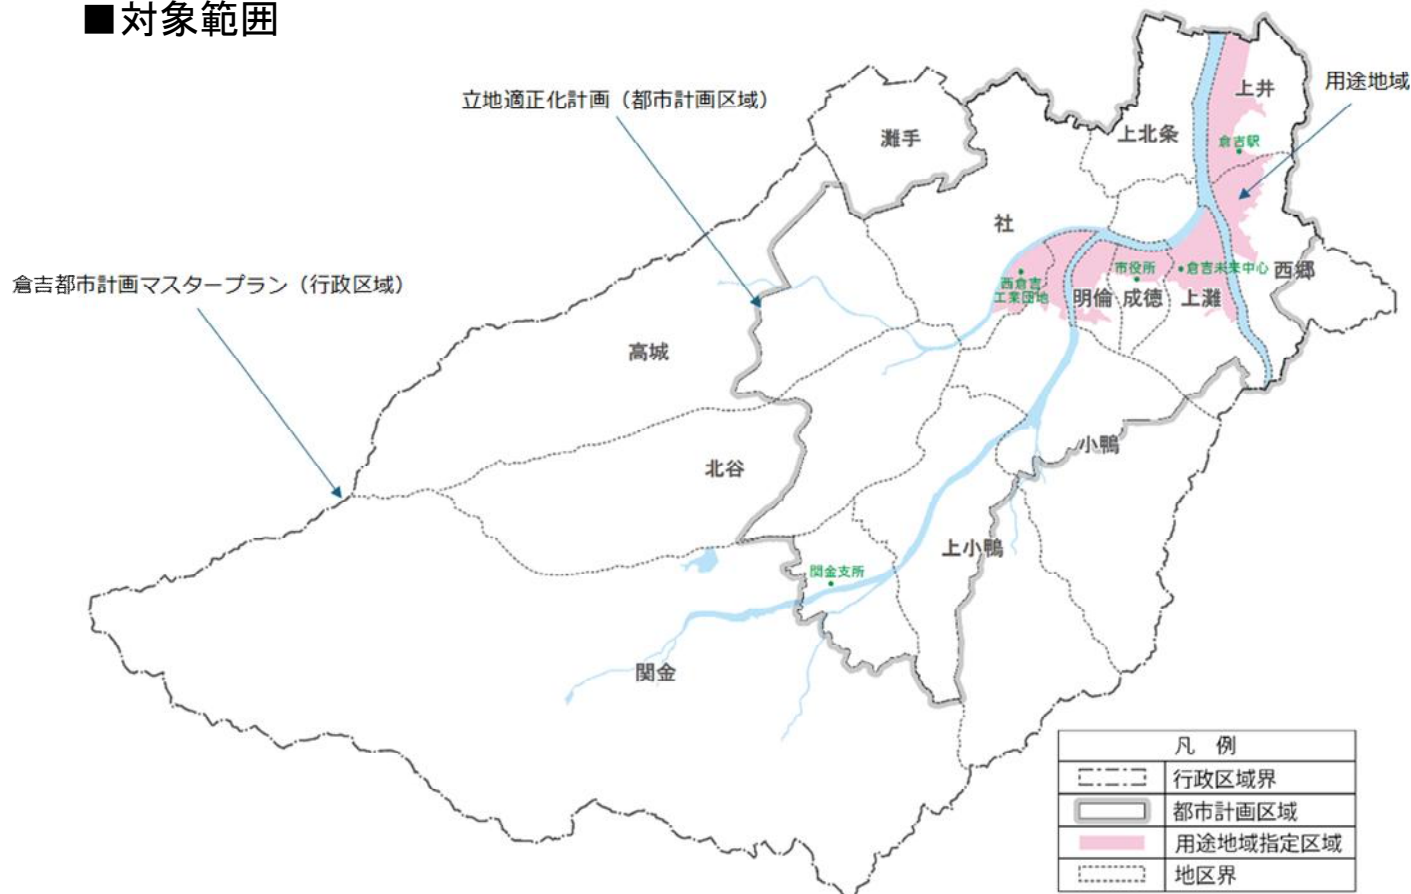 ■対象範囲
立地適正化計画（都市計画区域）
用途地域
倉吉都市計画マスタープラン（行政区域）
灘手
上北条
上井
倉吉駅
社
西倉吉
工業団地
明倫
市役所
成徳
倉吉未来中心
上灘
西郷
高城
北谷
小鴨
上小鴨
関金支所
関金
凡 例
行政区域界
都市計画区域
用途地域指定区域
地区界